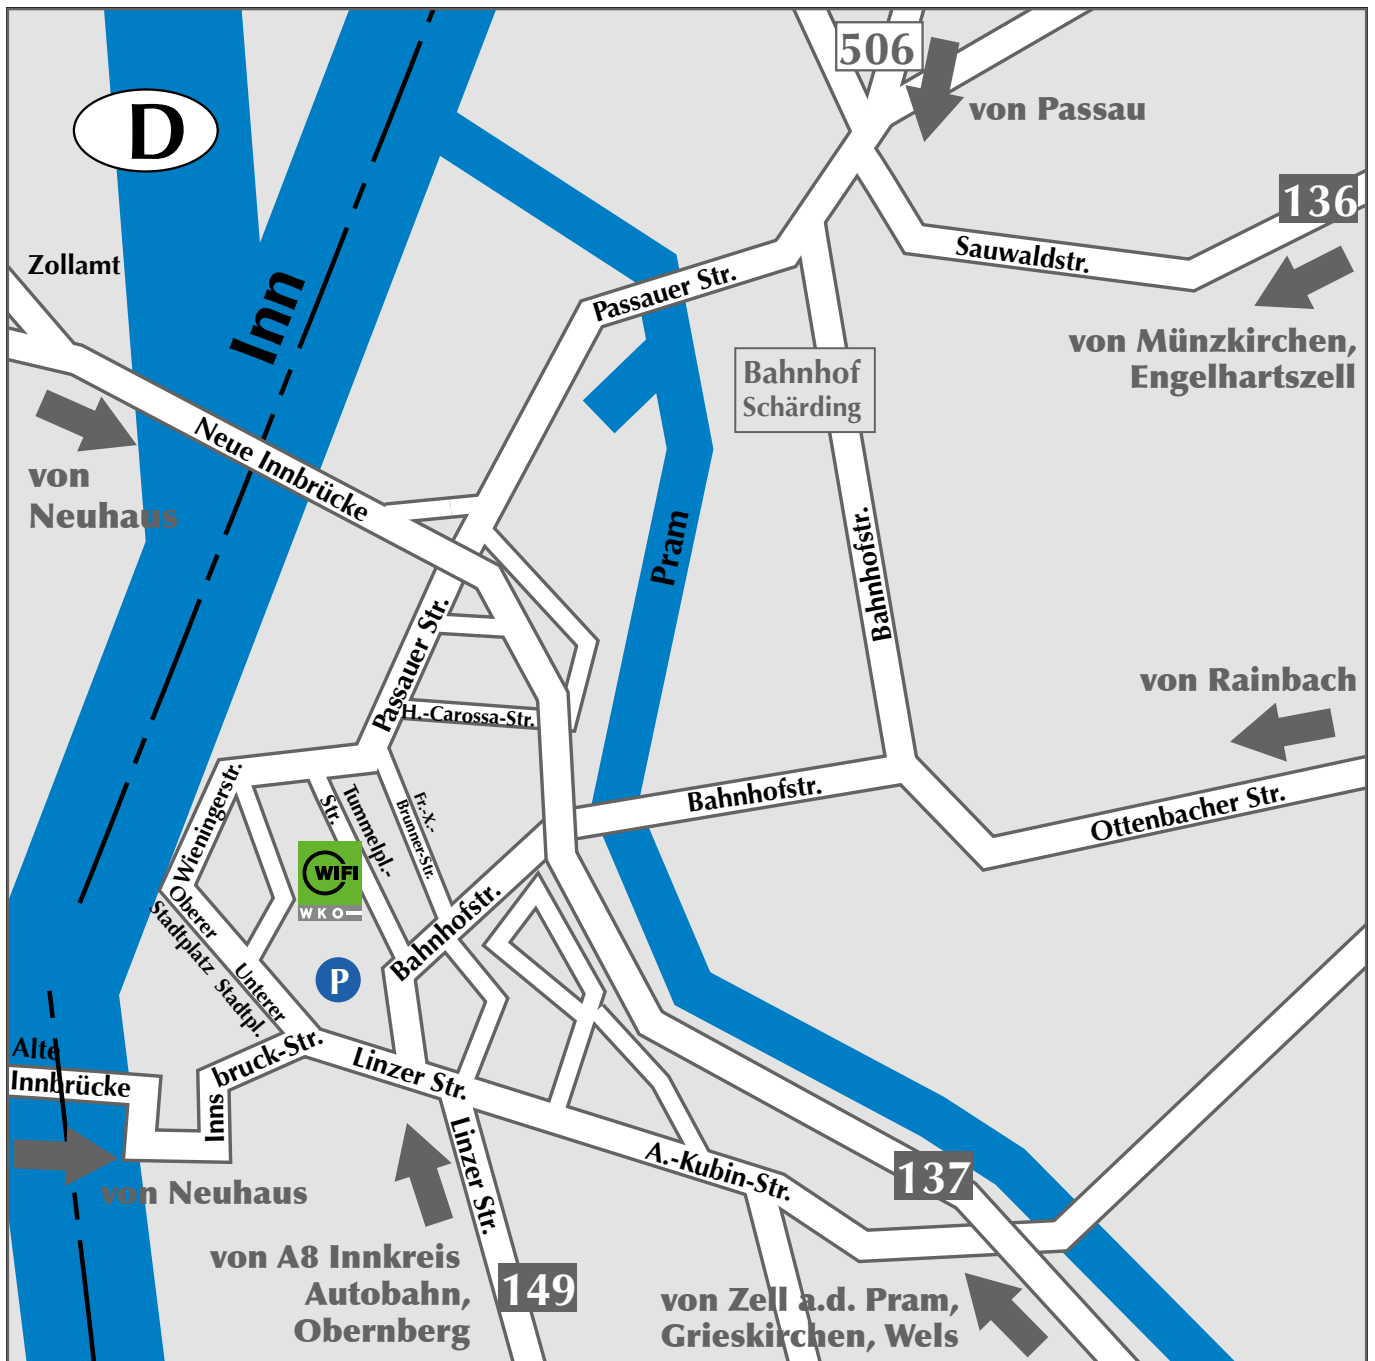 506
D
von Passau
136
Zollamt
Sauwaldstr.
Inn
Passauer Str.
von Münzkirchen,
Engelhartszell
Bahnhof
Schärding
Neue Innbrücke
von
Neuhaus
Pram
Bahnhofstr.
Passauer Str.
von Rainbach
H.-Carossa-Str.
Wieningerstr.
Tummelpl.-
Str.
Fr.-X.-
Brunner-Str.
Bahnhofstr.
Ottenbacher Str.
WIFI
WKO
Oberer
Stadtplatz
Bahnhofstr.
Unterer
Stadtpl.
P
Alte
Innbrücke
Inns
bruck-Str.
Linzer Str.
Linzer Str.
A.-Kubin-Str.
137
von Neuhaus
von A8 Innkreis
Autobahn,
Obernberg
149
von Zell a.d. Pram,
Grieskirchen, Wels